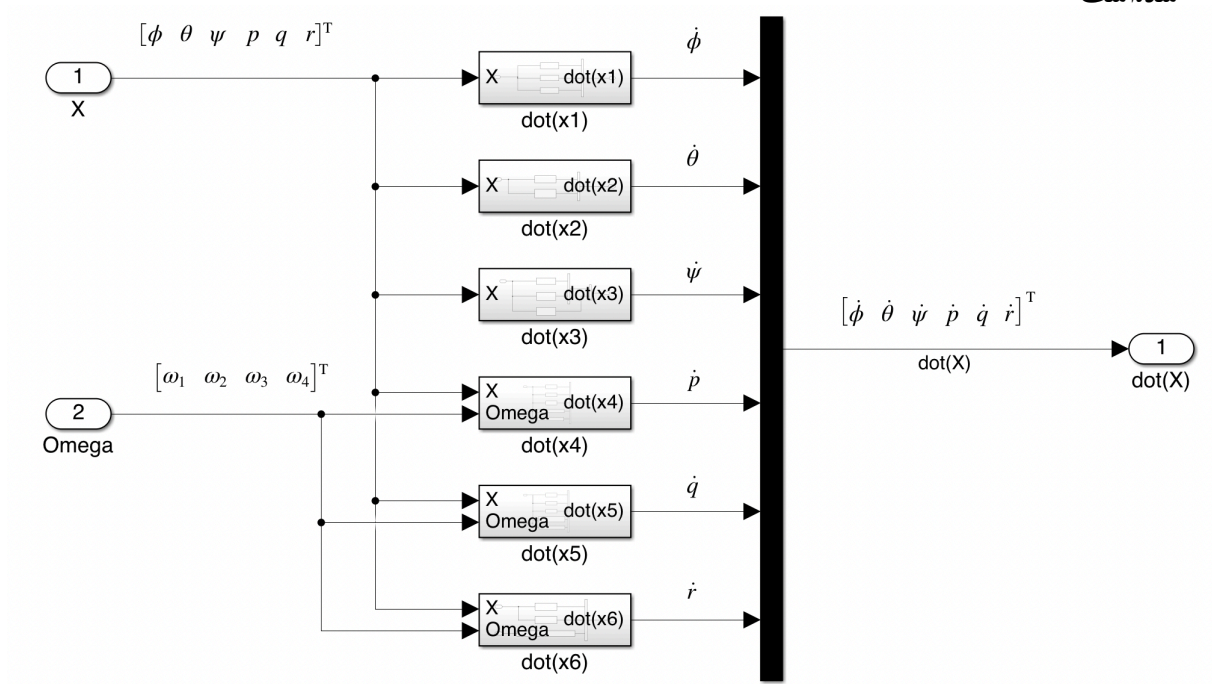 [ϕ θ ψ p q r]ᵀ
1
X
X dot(x1)
dot(x1)
ϕ̇
X dot(x2)
dot(x2)
θ̇
X dot(x3)
dot(x3)
ψ̇
[ω₁ ω₂ ω₃ ω₄]ᵀ
2
Omega
X
Omega
dot(x4)
dot(x4)
ṗ
X
Omega
dot(x5)
dot(x5)
q̇
X
Omega
dot(x6)
dot(x6)
ṙ
[ϕ̇ θ̇ ψ̇ ṗ q̇ ṙ]ᵀ
dot(X)
1
dot(X)